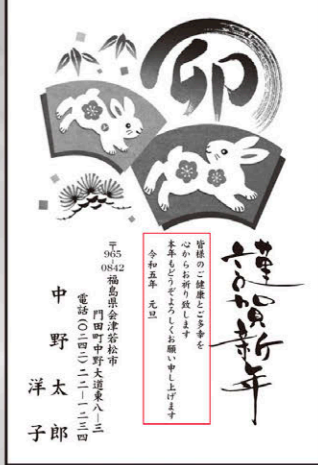 卯
謹賀新年
皆様のご健康とご多幸を
心からお祈り致します
本年もどうぞよろしくお願い申し上げます
令和五年 元旦
〒965-0842
福島県会津若松市
門田町中野大道東八―三
電話(〇二四二)二二―一二三四
中野太郎
洋子